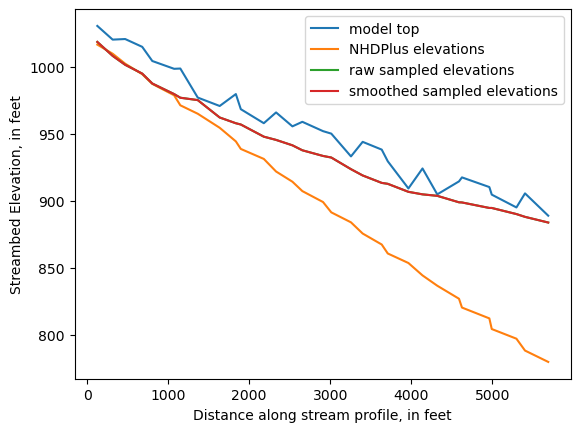 model top
NHDPlus elevations
raw sampled elevations
smoothed sampled elevations
1000
950
900
850
800
Streambed Elevation, in feet
0 1000 2000 3000 4000 5000
Distance along stream profile, in feet